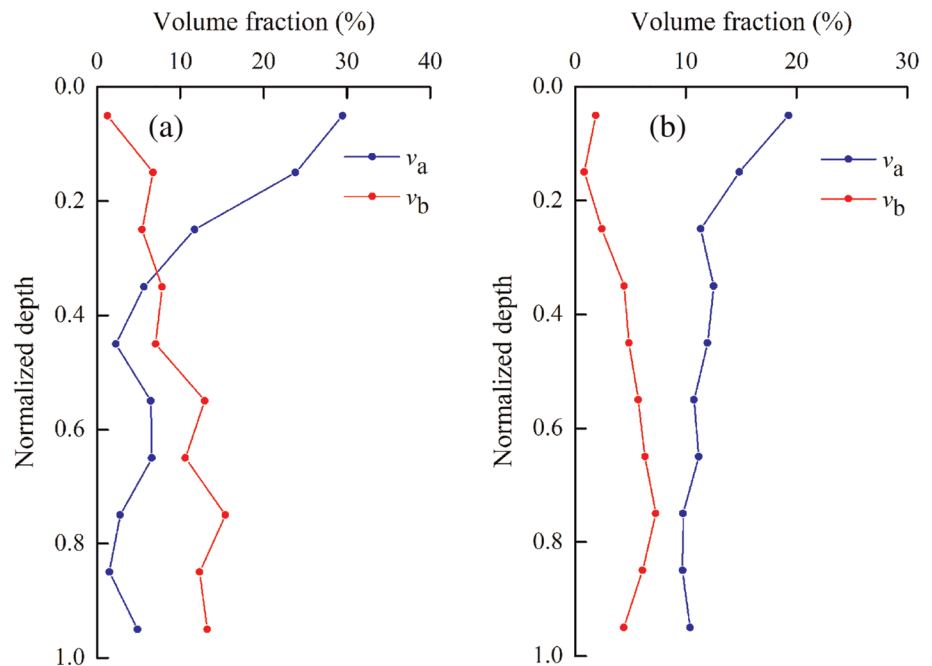 Volume fraction (%)
0 10 20 30 40
0.0
0.2
0.4
0.6
0.8
1.0
Normalized depth
(a)
va
vb
Volume fraction (%)
0 10 20 30
0.0
0.2
0.4
0.6
0.8
1.0
Normalized depth
(b)
va
vb